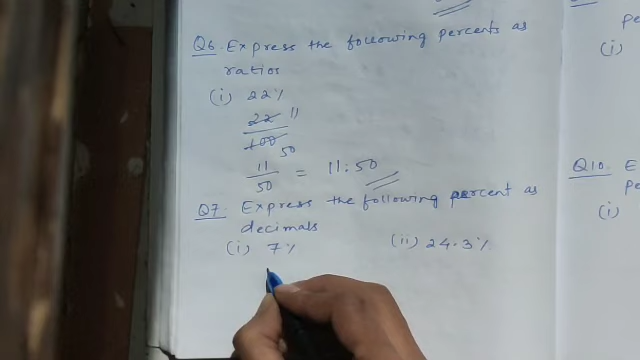 Q6. Express the following percents as
ratios
(i) 22%
22 11
100 50
11
50 = 11:50
Q7. Express the following percent as
decimals
(i) 7% (ii) 24.3%
pe
(i)
Q10. E
pe
(i)